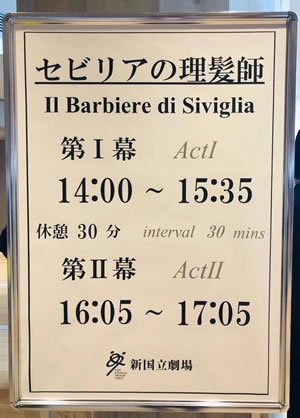 セビリアの理髪師
Il Barbiere di Siviglia
第Ⅰ幕 ActI
14:00 ~ 15:35
休憩 30 分 interval 30 mins
第Ⅱ幕 ActII
16:05 ~ 17:05
新国立劇場